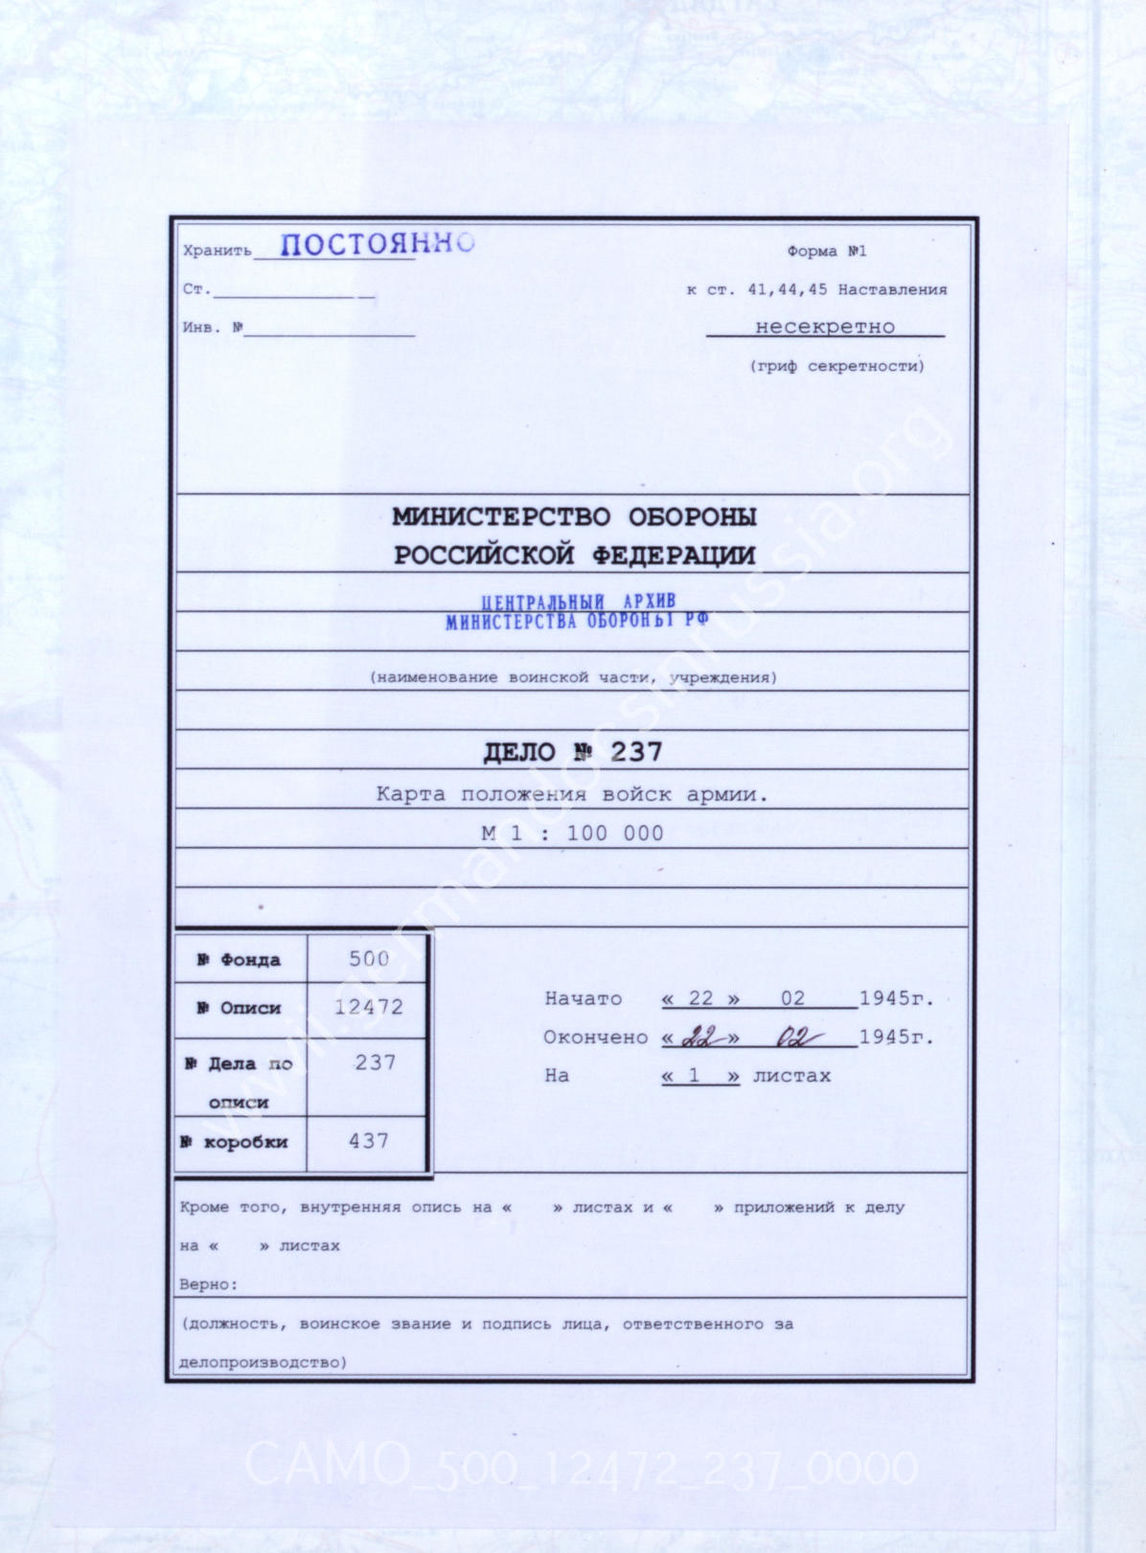 Хранить ПОСТОЯННО
Форма №1
Ст.
к ст. 41,44,45 Наставления
Инв. №
несекретно
(гриф секретности)
МИНИСТЕРСТВО ОБОРОНЫ
РОССИЙСКОЙ ФЕДЕРАЦИИ
ЦЕНТРАЛЬНЫЙ АРХИВ
МИНИСТЕРСТВА ОБОРОНЫ РФ
(наименование воинской части, учреждения)
ДЕЛО № 237
Карта положения войск армии.
М 1 : 100 000
№ Фонда 500
№ Описи 12472
№ Дела по описи 237
№ коробки 437
Начато « 22 » 02 1945г.
Окончено « 22 » 02 1945г.
На « 1 » листах
Кроме того, внутренняя опись на « » листах и « » приложений к делу
на « » листах
Верно:
(должность, воинское звание и подпись лица, ответственного за
делопроизводство)
wwii.germandocsinrussia.org
CAMO_500_12472_237_0000